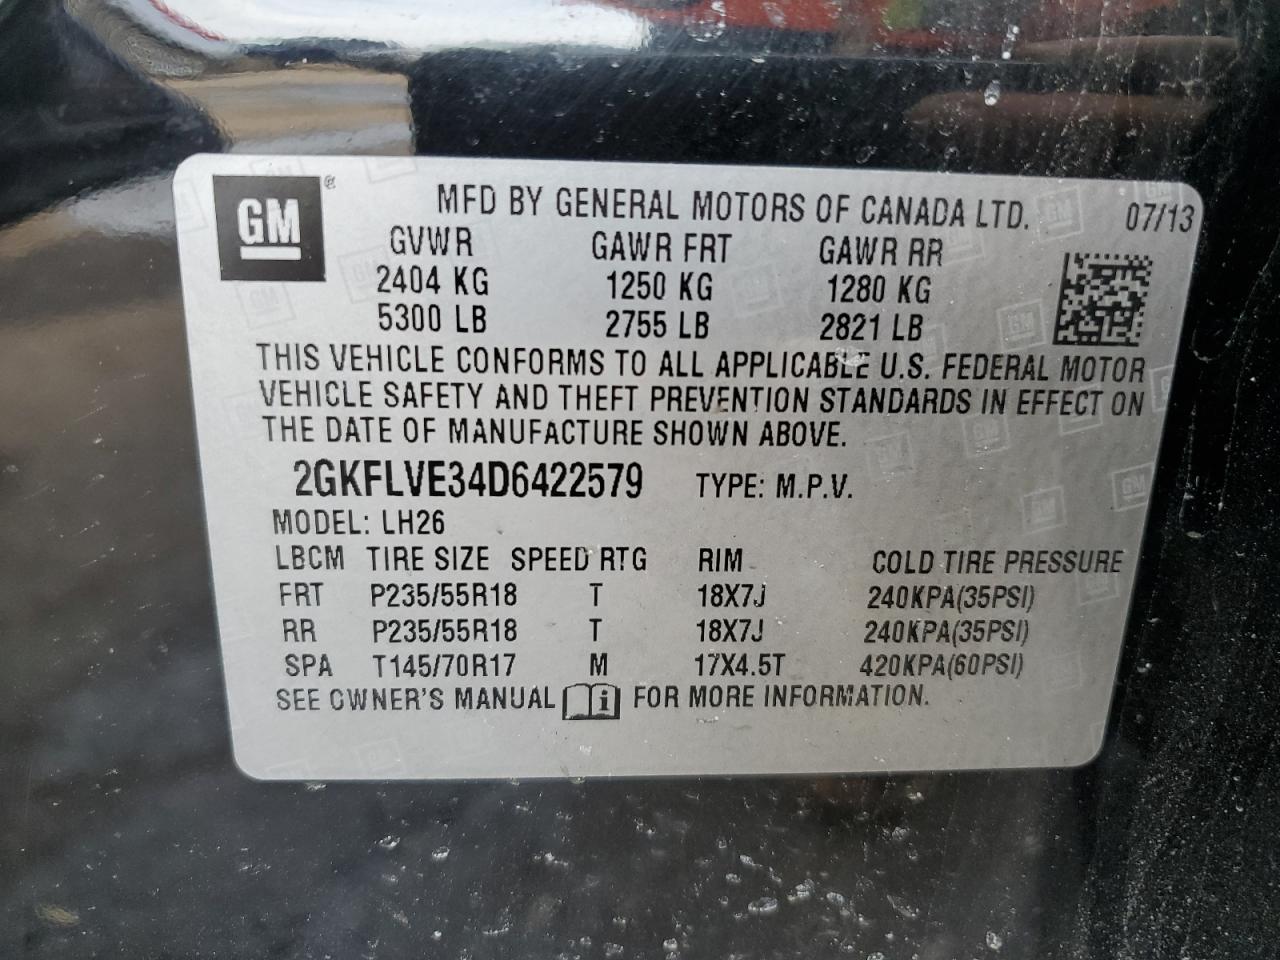 GM ®
MFD BY GENERAL MOTORS OF CANADA LTD. 07/13
GVWR GAWR FRT GAWR RR
2404 KG 1250 KG 1280 KG
5300 LB 2755 LB 2821 LB
THIS VEHICLE CONFORMS TO ALL APPLICABLE U.S. FEDERAL MOTOR
VEHICLE SAFETY AND THEFT PREVENTION STANDARDS IN EFFECT ON
THE DATE OF MANUFACTURE SHOWN ABOVE.
2GKFLVE34D6422579 TYPE: M.P.V.
MODEL: LH26
LBCM TIRE SIZE SPEED RTG RIM COLD TIRE PRESSURE
FRT P235/55R18 T 18X7J 240KPA(35PSI)
RR P235/55R18 T 18X7J 240KPA(35PSI)
SPA T145/70R17 M 17X4.5T 420KPA(60PSI)
SEE OWNER'S MANUAL i FOR MORE INFORMATION.